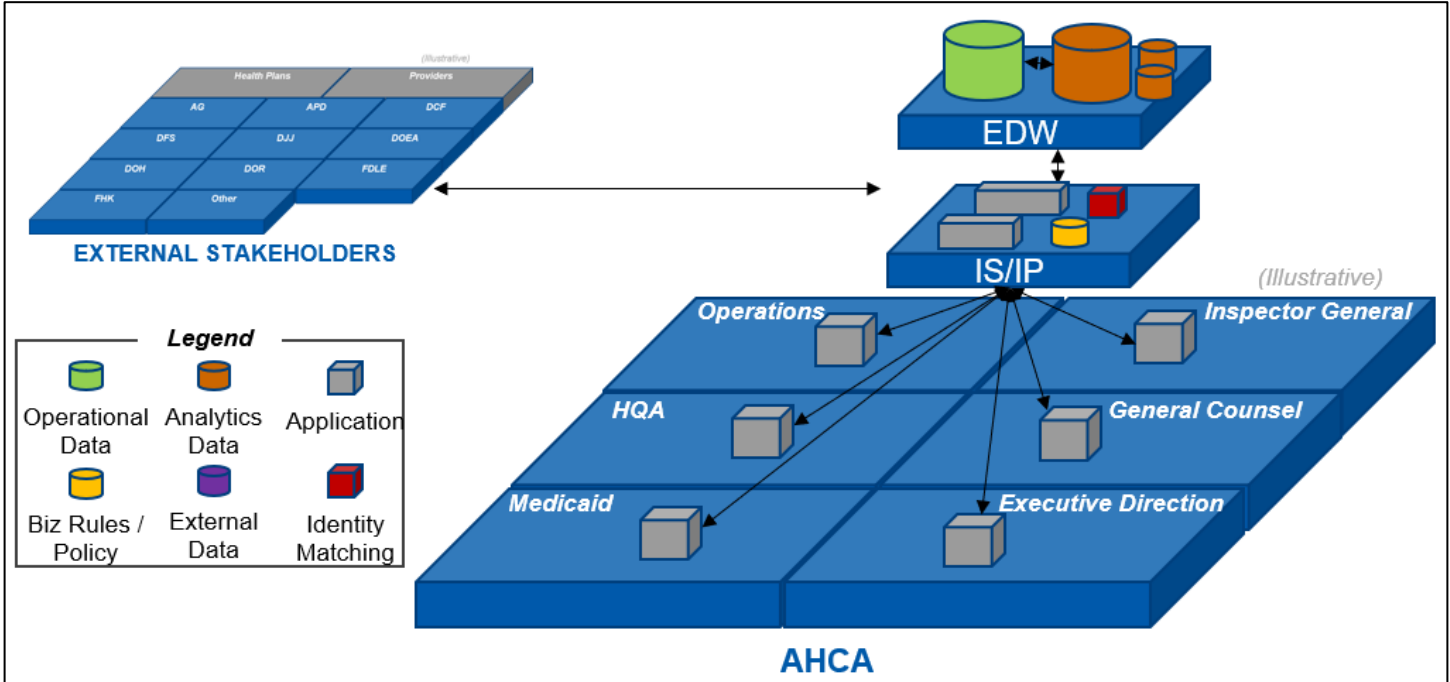 (Illustrative)
Health Plans
Providers
AG
APD
DCF
DFS
DJJ
DOEA
DOH
DOR
FDLE
FHK
Other
EXTERNAL STAKEHOLDERS
EDW
IS/IP
(Illustrative)
Operations
Inspector General
HQA
General Counsel
Medicaid
Executive Direction
AHCA
Legend
Operational
Data
Analytics
Data
Application
Biz Rules /
Policy
External
Data
Identity
Matching